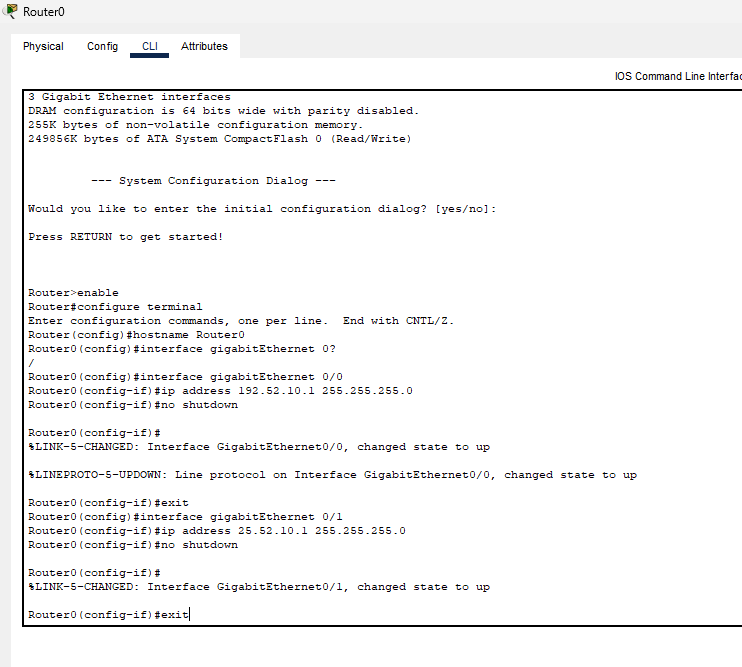 Router0
Physical Config CLI Attributes
IOS Command Line Interfac
3 Gigabit Ethernet interfaces
DRAM configuration is 64 bits wide with parity disabled.
255K bytes of non-volatile configuration memory.
249856K bytes of ATA System CompactFlash 0 (Read/Write)
--- System Configuration Dialog ---
Would you like to enter the initial configuration dialog? [yes/no]:
Press RETURN to get started!
Router>enable
Router#configure terminal
Enter configuration commands, one per line.  End with CNTL/Z.
Router(config)#hostname Router0
Router0(config)#interface gigabitEthernet 0?
/
Router0(config)#interface gigabitEthernet 0/0
Router0(config-if)#ip address 192.52.10.1 255.255.255.0
Router0(config-if)#no shutdown
Router0(config-if)#
%LINK-5-CHANGED: Interface GigabitEthernet0/0, changed state to up
%LINEPROTO-5-UPDOWN: Line protocol on Interface GigabitEthernet0/0, changed state to up
Router0(config-if)#exit
Router0(config)#interface gigabitEthernet 0/1
Router0(config-if)#ip address 25.52.10.1 255.255.255.0
Router0(config-if)#no shutdown
Router0(config-if)#
%LINK-5-CHANGED: Interface GigabitEthernet0/1, changed state to up
Router0(config-if)#exit